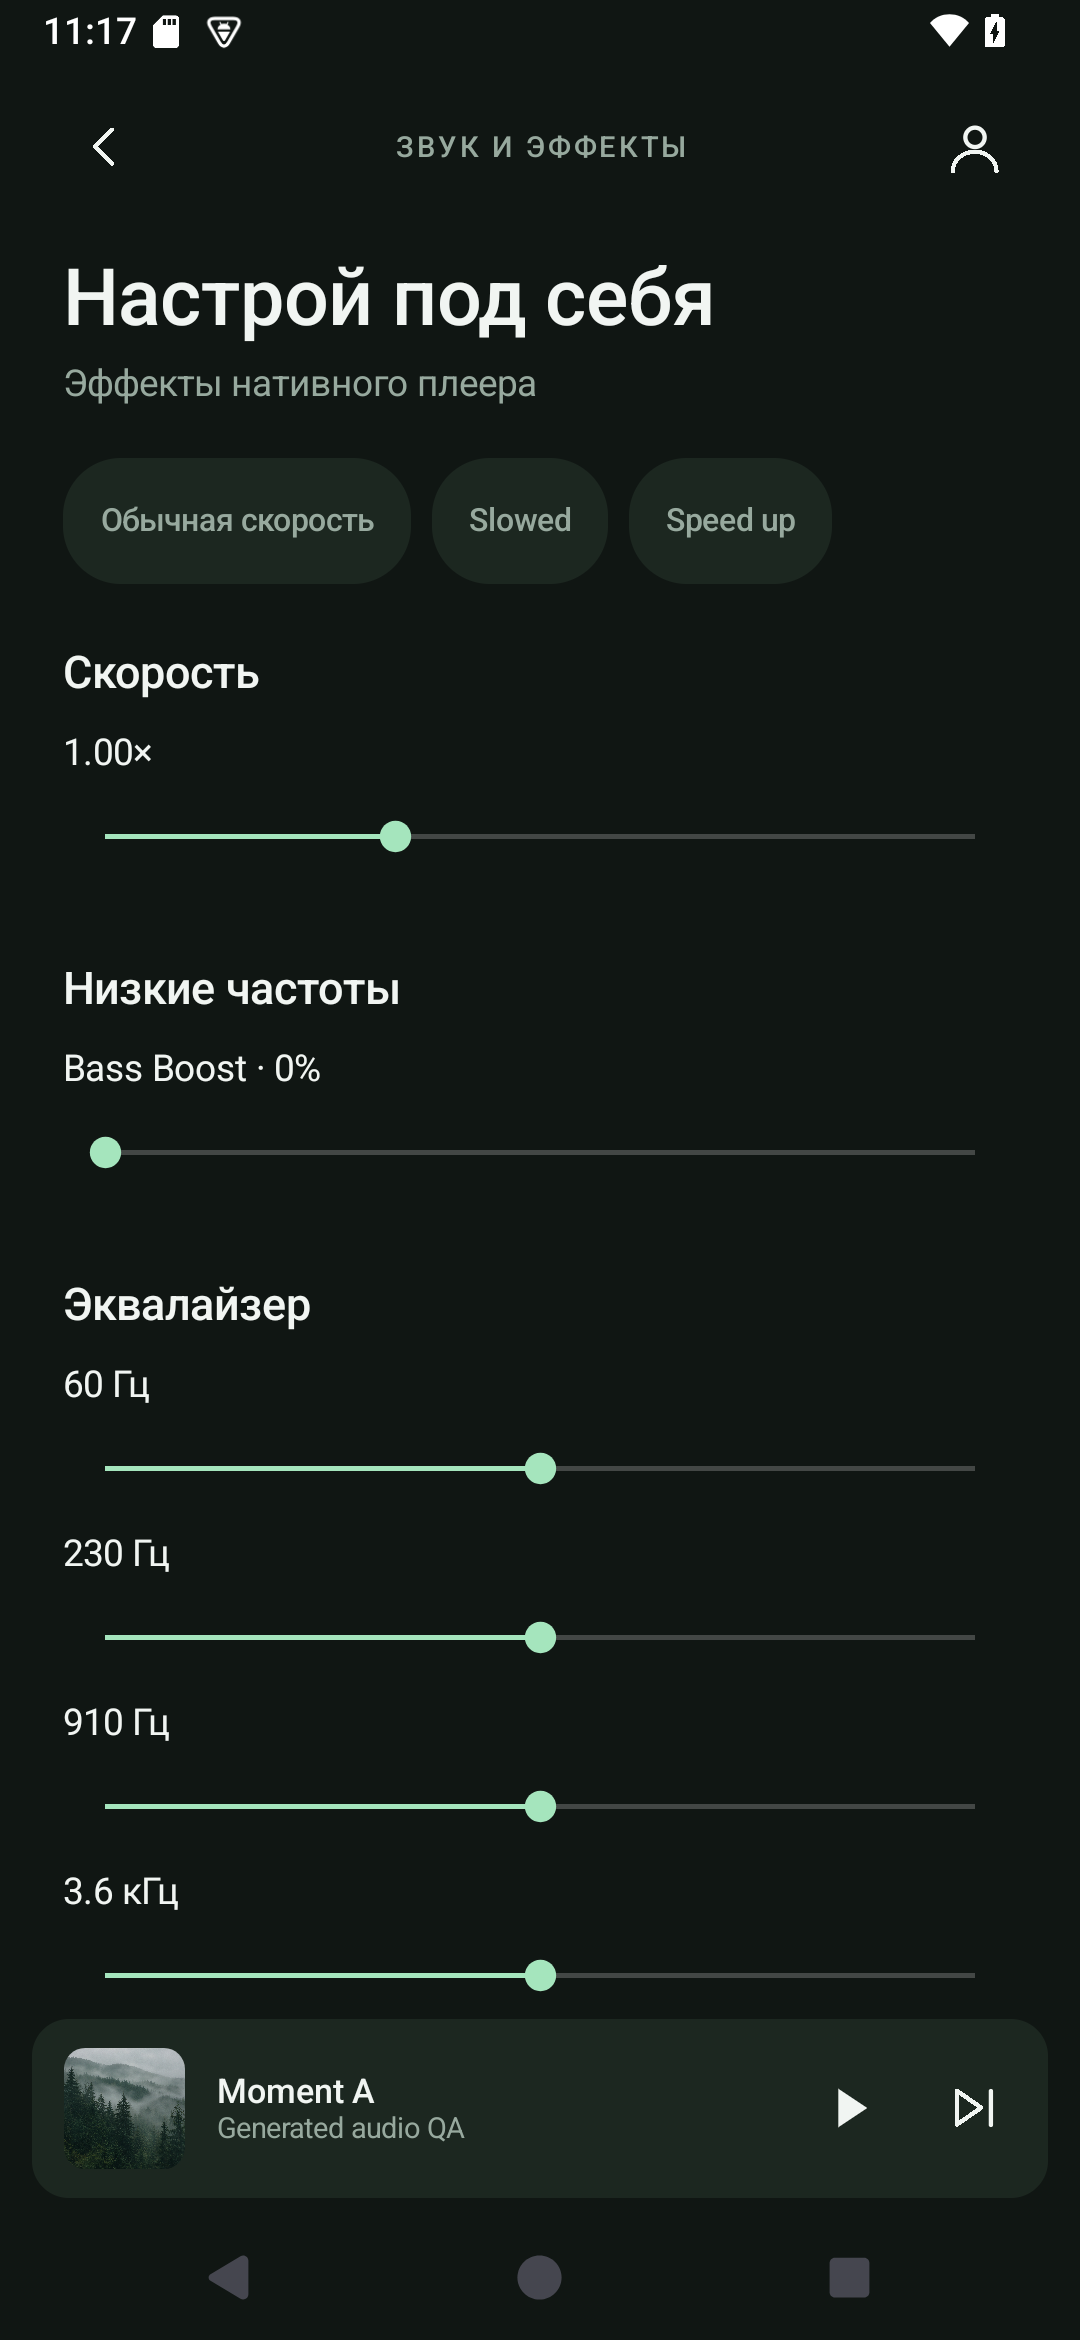 11:17
ЗВУК И ЭФФЕКТЫ
Настрой под себя
Эффекты нативного плеера
Обычная скорость
Slowed
Speed up
Скорость
1.00×
Низкие частоты
Bass Boost · 0%
Эквалайзер
60 Гц
230 Гц
910 Гц
3.6 кГц
Moment A
Generated audio QA